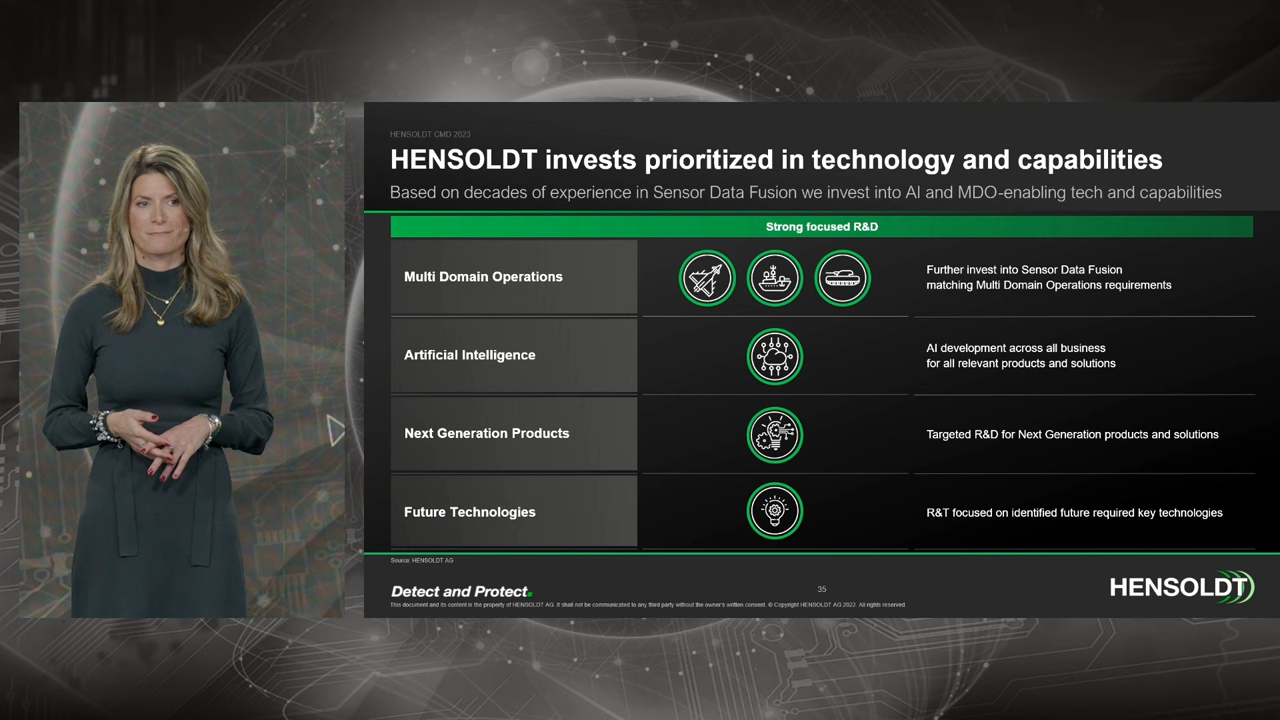 HENSOLDT CMD 2023
HENSOLDT invests prioritized in technology and capabilities
Based on decades of experience in Sensor Data Fusion we invest into AI and MDO-enabling tech and capabilities
Strong focused R&D
Multi Domain Operations
Further invest into Sensor Data Fusion
matching Multi Domain Operations requirements
Artificial Intelligence
AI development across all business
for all relevant products and solutions
Next Generation Products
Targeted R&D for Next Generation products and solutions
Future Technologies
R&T focused on identified future required key technologies
Source: HENSOLDT AG
Detect and Protect.
35
HENSOLDT
This document and its content is the property of HENSOLDT AG. It shall not be communicated to any third party without the owner's written consent. © Copyright HENSOLDT AG 2022. All rights reserved.